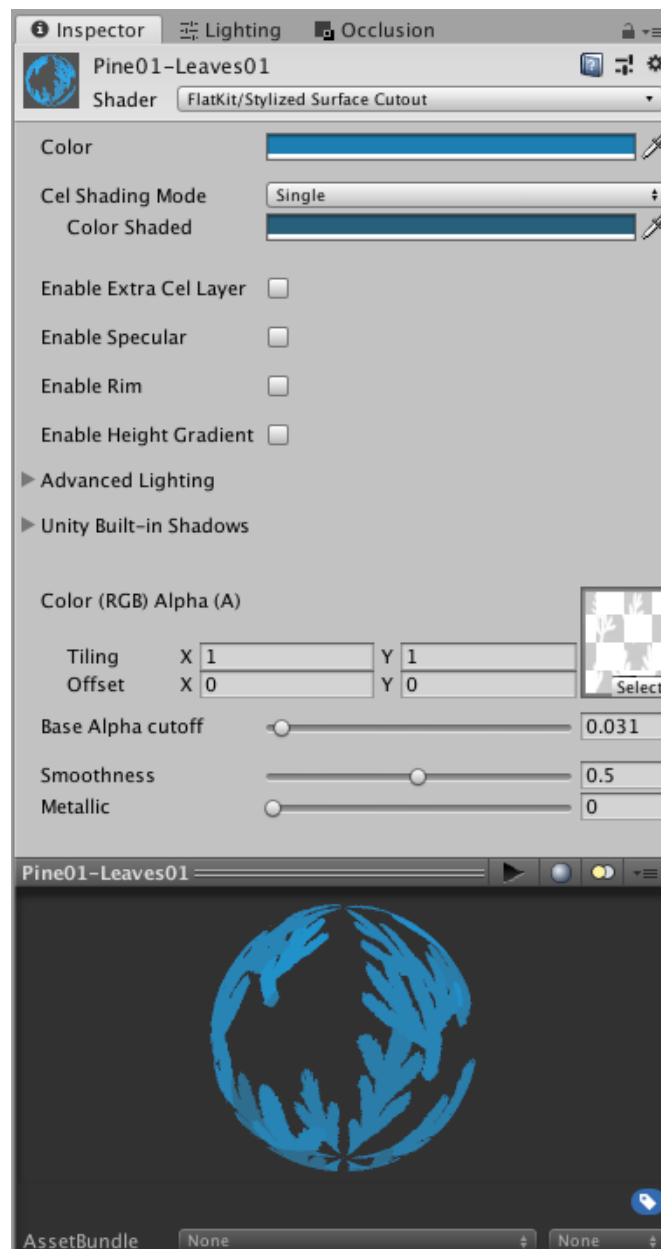 Inspector Lighting Occlusion
Pine01-Leaves01
Shader FlatKit/Stylized Surface Cutout
Color
Cel Shading Mode Single
Color Shaded
Enable Extra Cel Layer
Enable Specular
Enable Rim
Enable Height Gradient
Advanced Lighting
Unity Built-in Shadows
Color (RGB) Alpha (A)
Tiling X 1 Y 1
Offset X 0 Y 0
Select
Base Alpha cutoff 0.031
Smoothness 0.5
Metallic 0
Pine01-Leaves01
AssetBundle None None